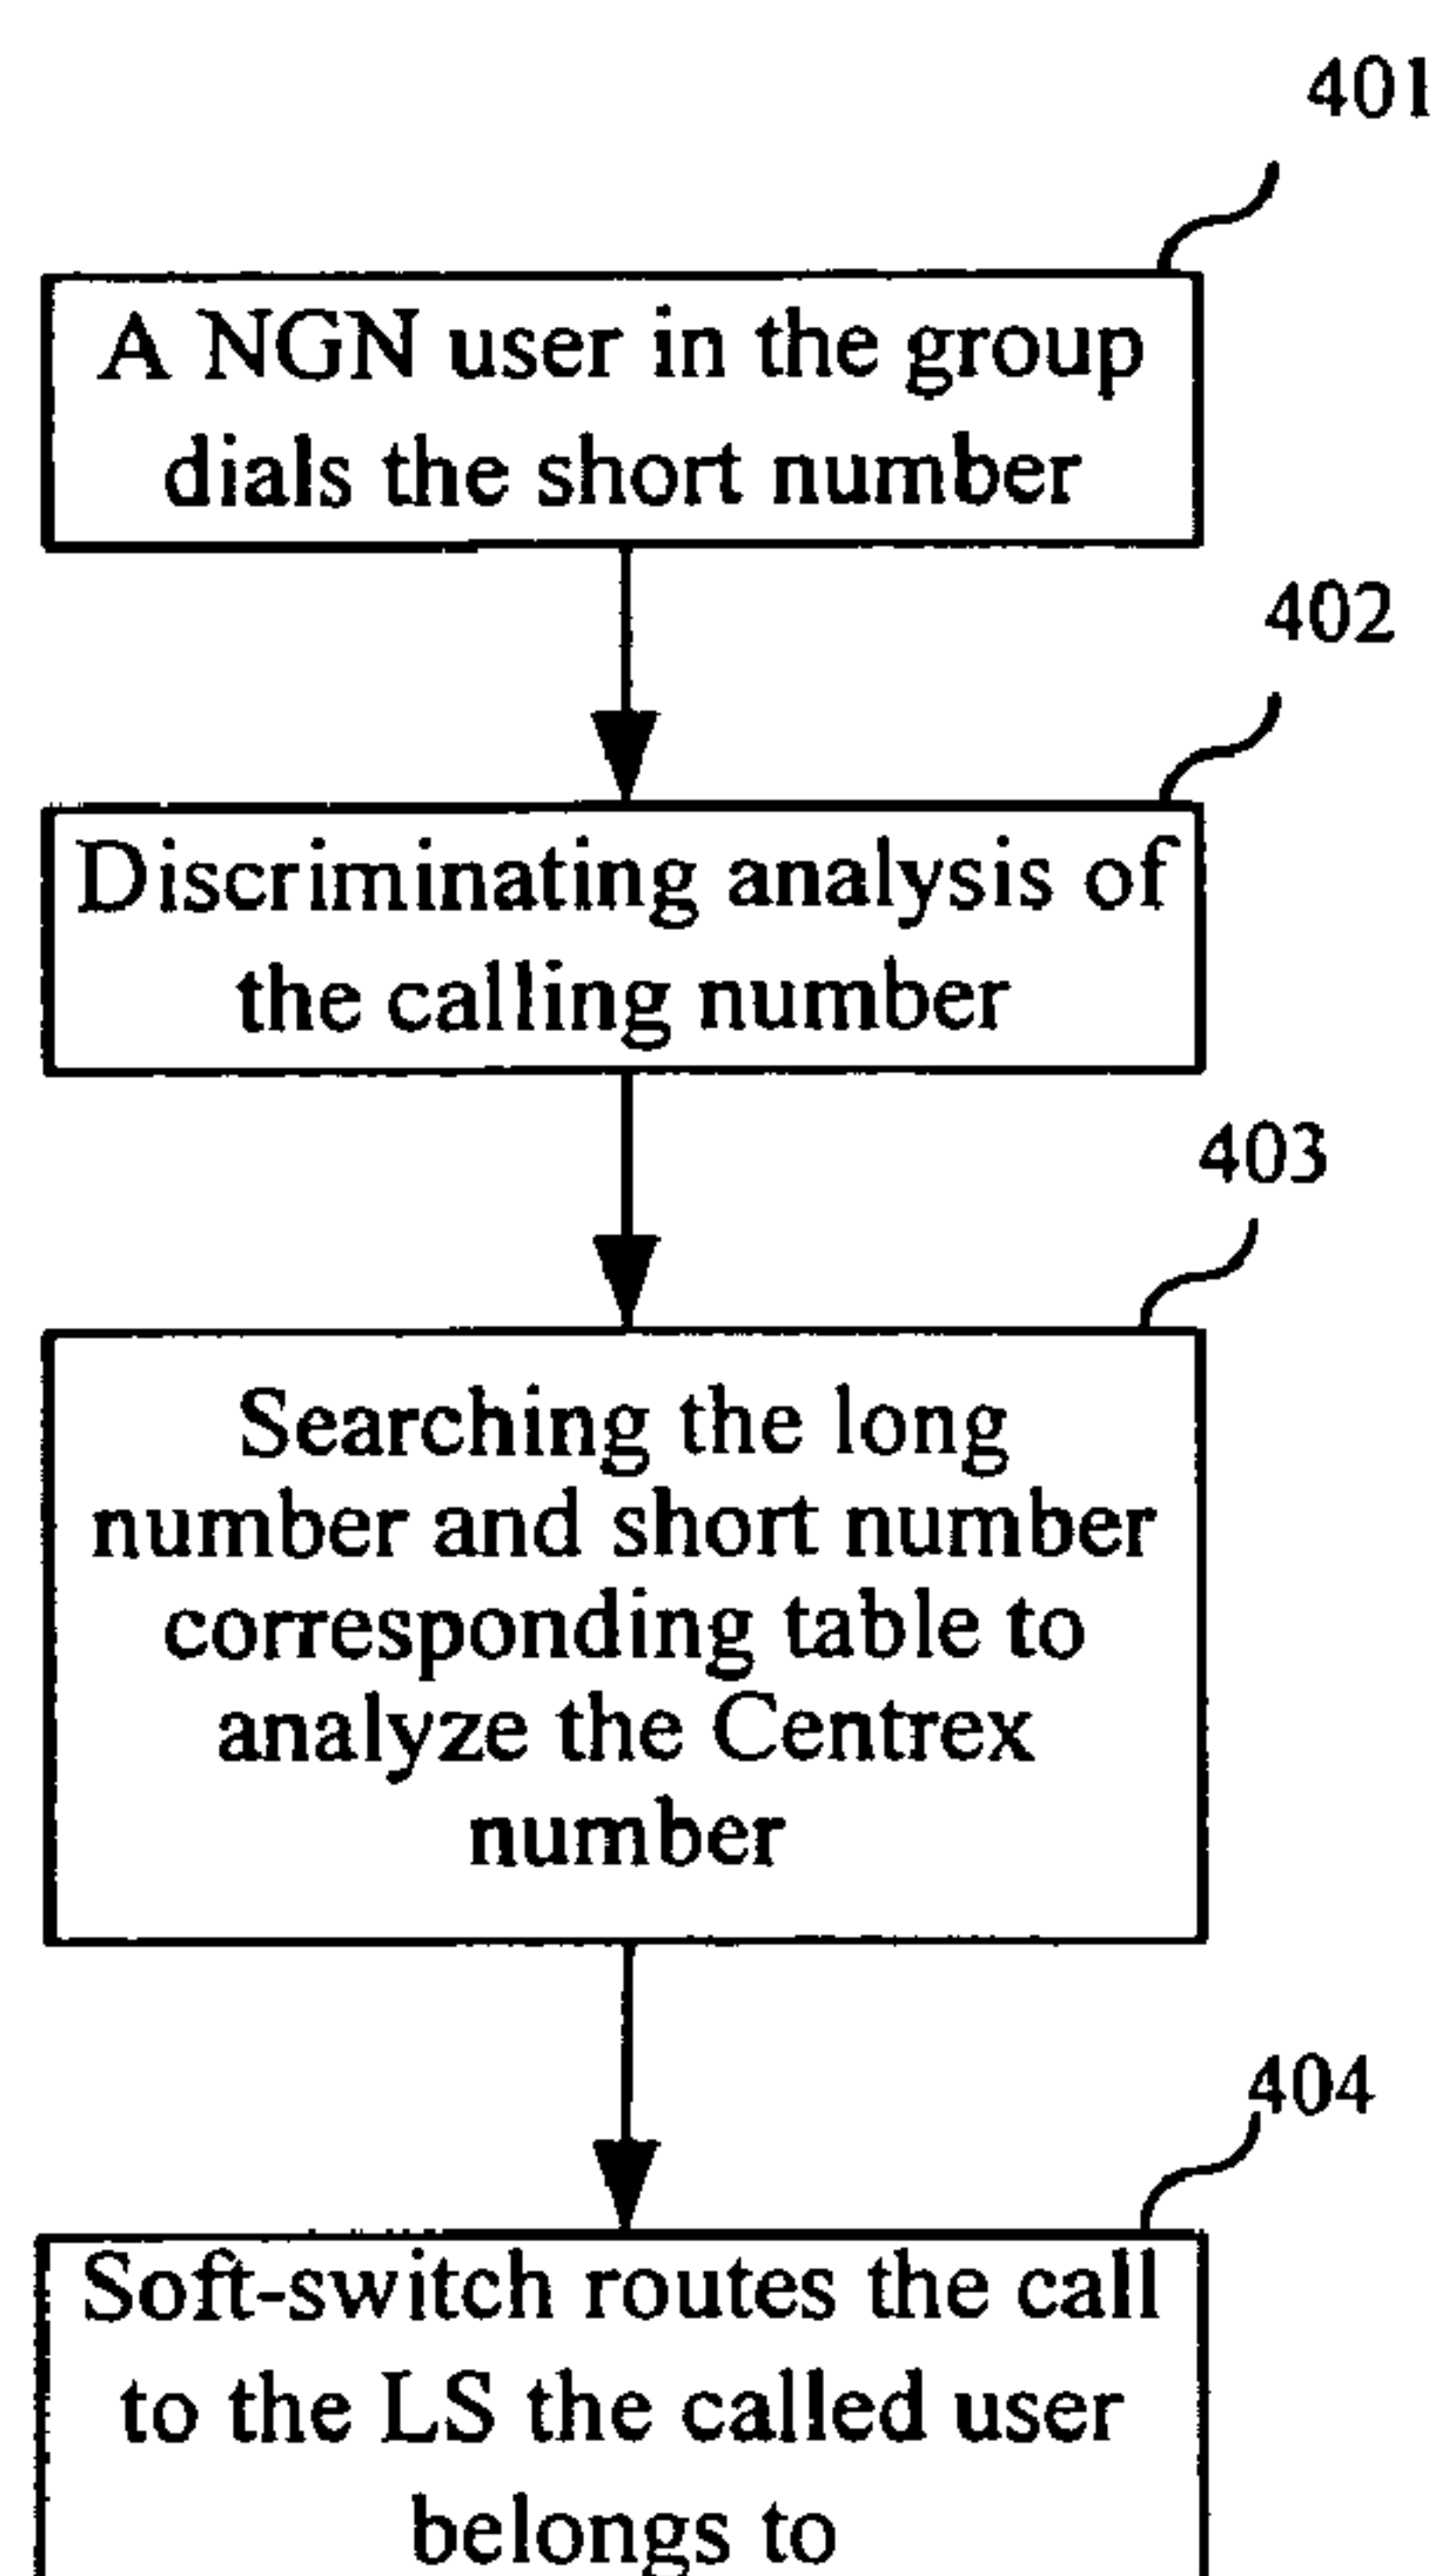 401
A NGN user in the group
dials the short number
402
Discriminating analysis of
the calling number
403
Searching the long
number and short number
corresponding table to
analyze the Centrex
number
404
Soft-switch routes the call
to the LS the called user
belongs to